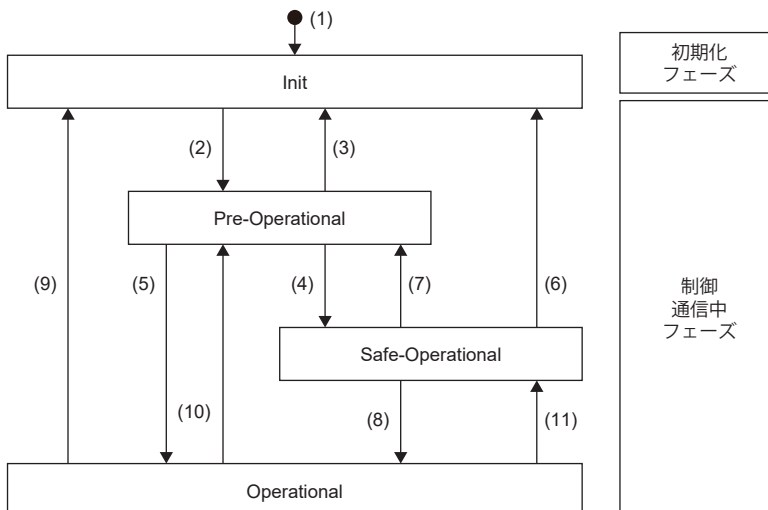 (1)
Init
初期化
フェーズ
(2)
(3)
Pre-Operational
(9)
(5)
(4)
(7)
(6)
制御
通信中
フェーズ
Safe-Operational
(10)
(8)
(11)
Operational